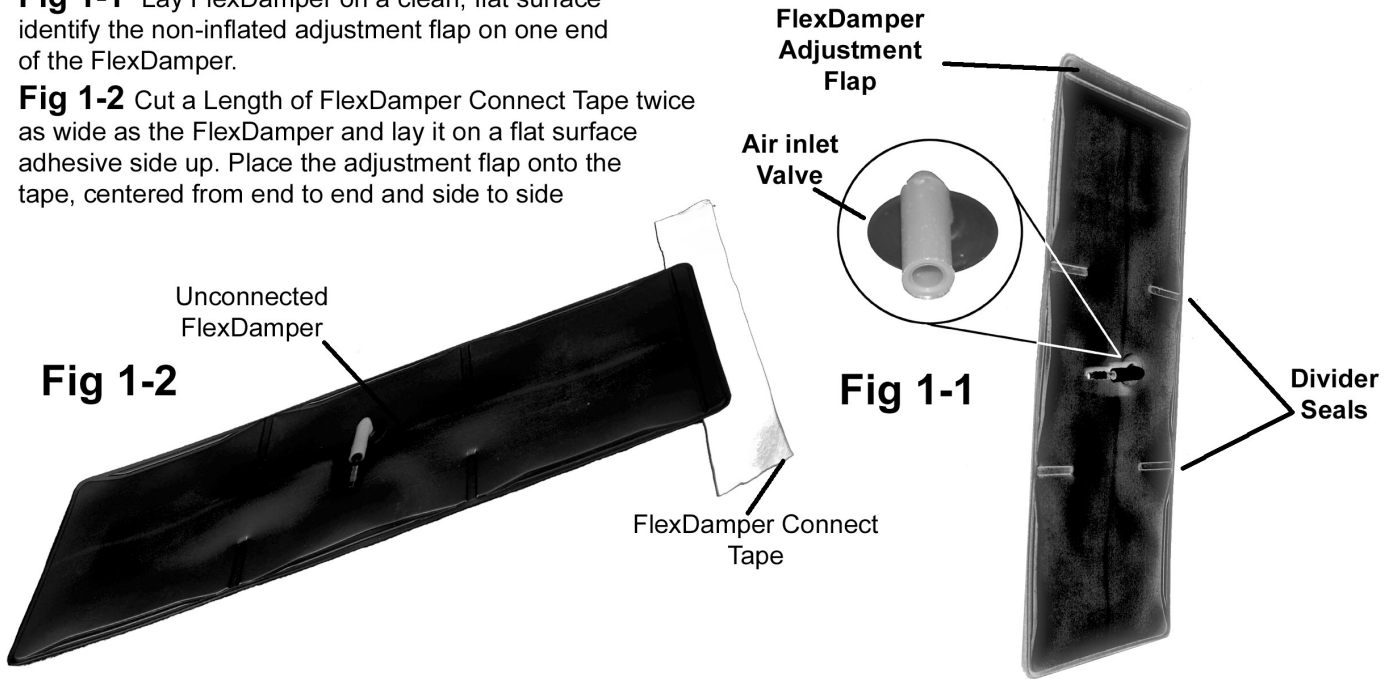 Fig 1-1 Lay FlexDamper on a clean, flat surface
identify the non-inflated adjustment flap on one end
of the FlexDamper.
Fig 1-2 Cut a Length of FlexDamper Connect Tape twice
as wide as the FlexDamper and lay it on a flat surface
adhesive side up. Place the adjustment flap onto the
tape, centered from end to end and side to side
Unconnected
FlexDamper
Fig 1-2
FlexDamper Connect
Tape
FlexDamper
Adjustment
Flap
Air inlet
Valve
Fig 1-1
Divider
Seals